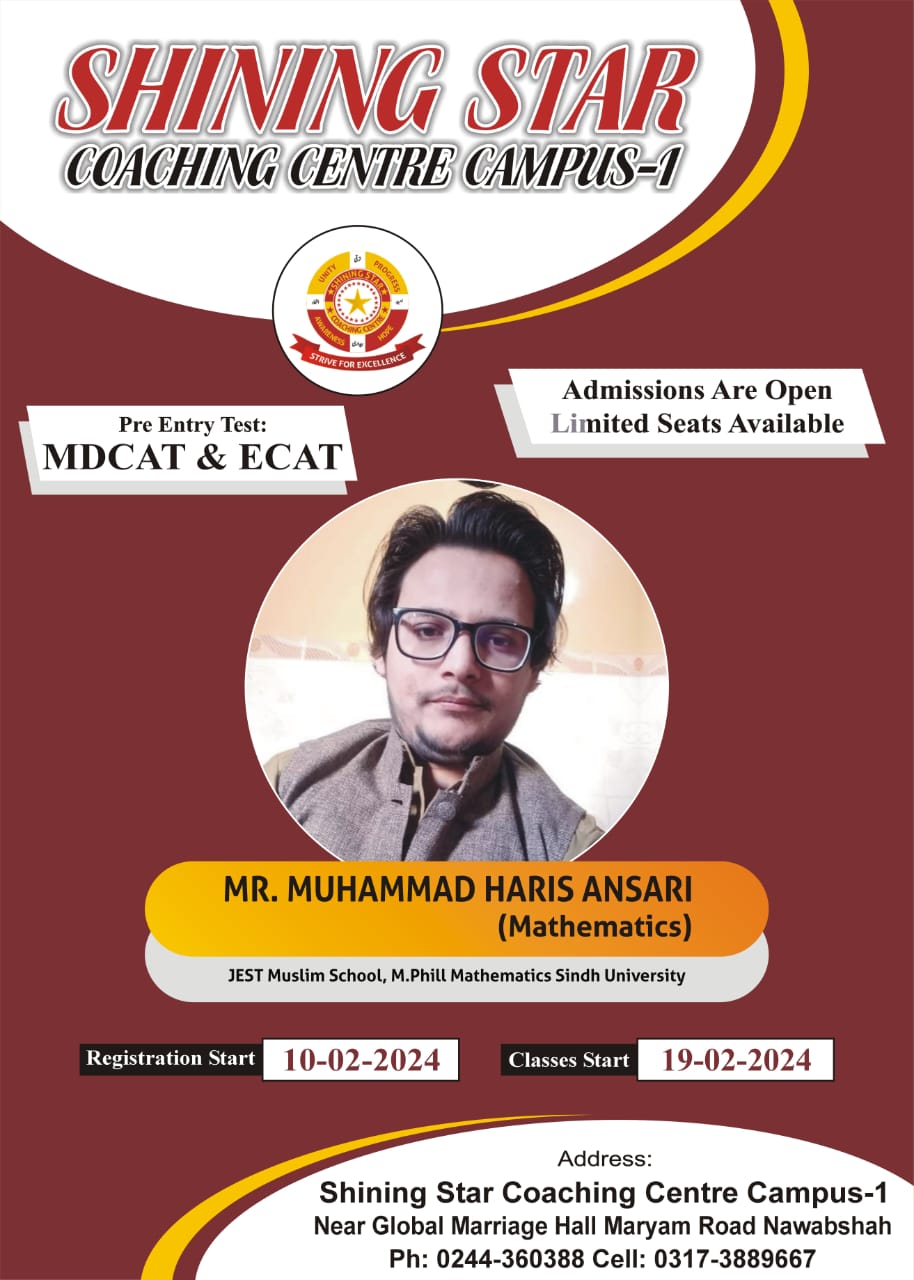 SHINING STAR
COACHING CENTRE CAMPUS-1
UNITY
PROGRESS
SHINING STAR
COACHING CENTRE
AWARENESS
HOPE
STRIVE FOR EXCELLENCE
Admissions Are Open
Limited Seats Available
Pre Entry Test:
MDCAT & ECAT
MR. MUHAMMAD HARIS ANSARI
(Mathematics)
JEST Muslim School, M.Phill Mathematics Sindh University
Registration Start 10-02-2024
Classes Start 19-02-2024
Address:
Shining Star Coaching Centre Campus-1
Near Global Marriage Hall Maryam Road Nawabshah
Ph: 0244-360388 Cell: 0317-3889667